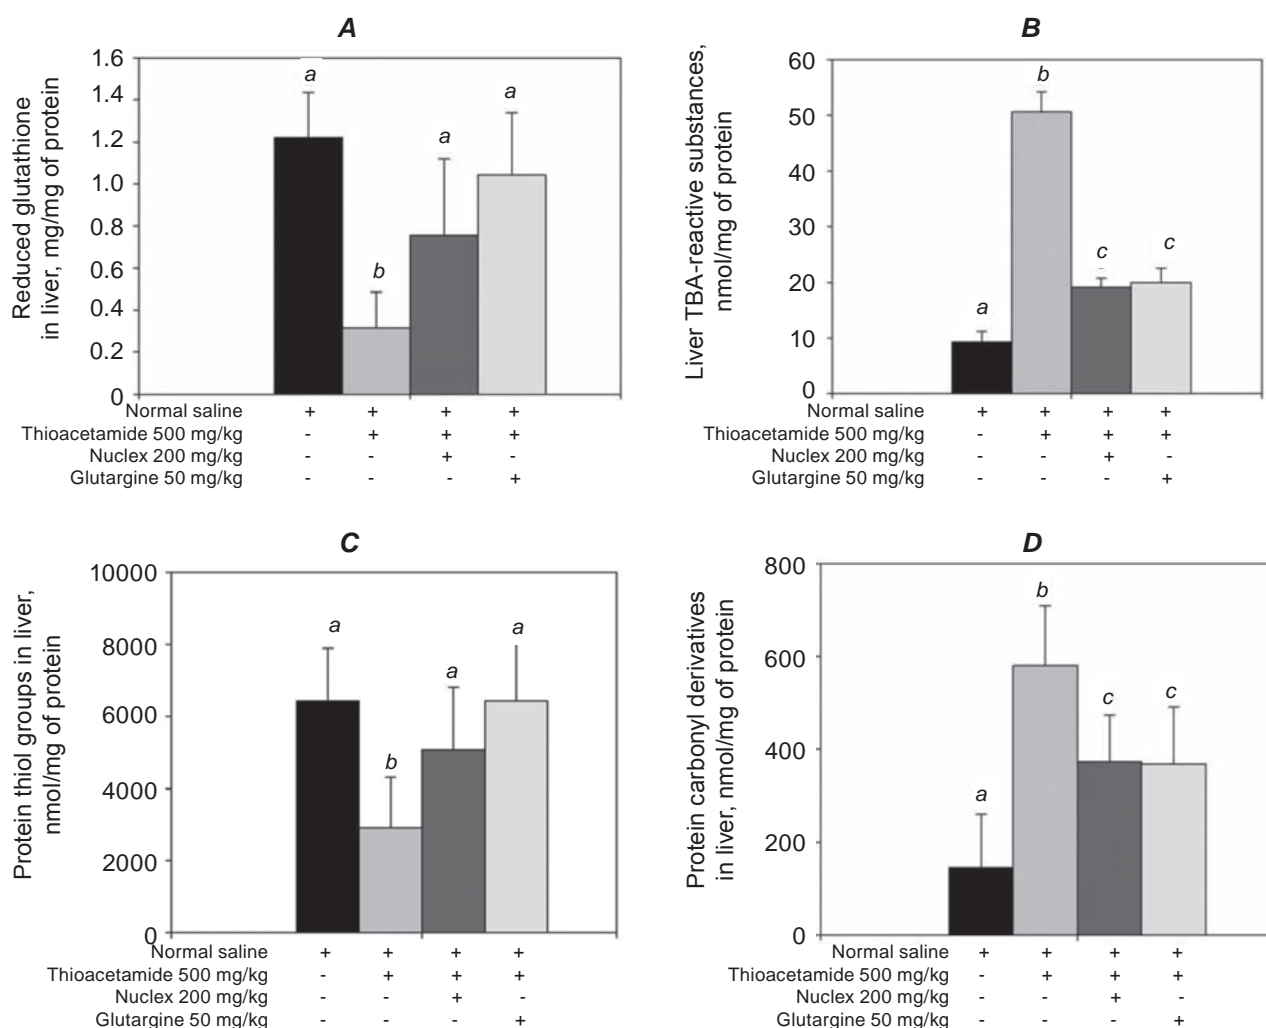 A
Reduced glutathione
in liver, mg/mg of protein
1.6
1.4
1.2
1.0
0.8
0.6
0.4
0.2
0
a
b
a
a
Normal saline + + + +
Thioacetamide 500 mg/kg - + + +
Nuclex 200 mg/kg - - + -
Glutargine 50 mg/kg - - - +
B
Liver TBA-reactive substances,
nmol/mg of protein
60
50
40
30
20
10
0
a
b
c
c
Normal saline + + + +
Thioacetamide 500 mg/kg - + + +
Nuclex 200 mg/kg - - + -
Glutargine 50 mg/kg - - - +
C
Protein thiol groups in liver,
nmol/mg of protein
10000
8000
6000
4000
2000
0
a
b
a
a
Normal saline + + + +
Thioacetamide 500 mg/kg - + + +
Nuclex 200 mg/kg - - + -
Glutargine 50 mg/kg - - - +
D
Protein carbonyl derivatives
in liver, nmol/mg of protein
800
600
400
200
0
a
b
c
c
Normal saline + + + +
Thioacetamide 500 mg/kg - + + +
Nuclex 200 mg/kg - - + -
Glutargine 50 mg/kg - - - +